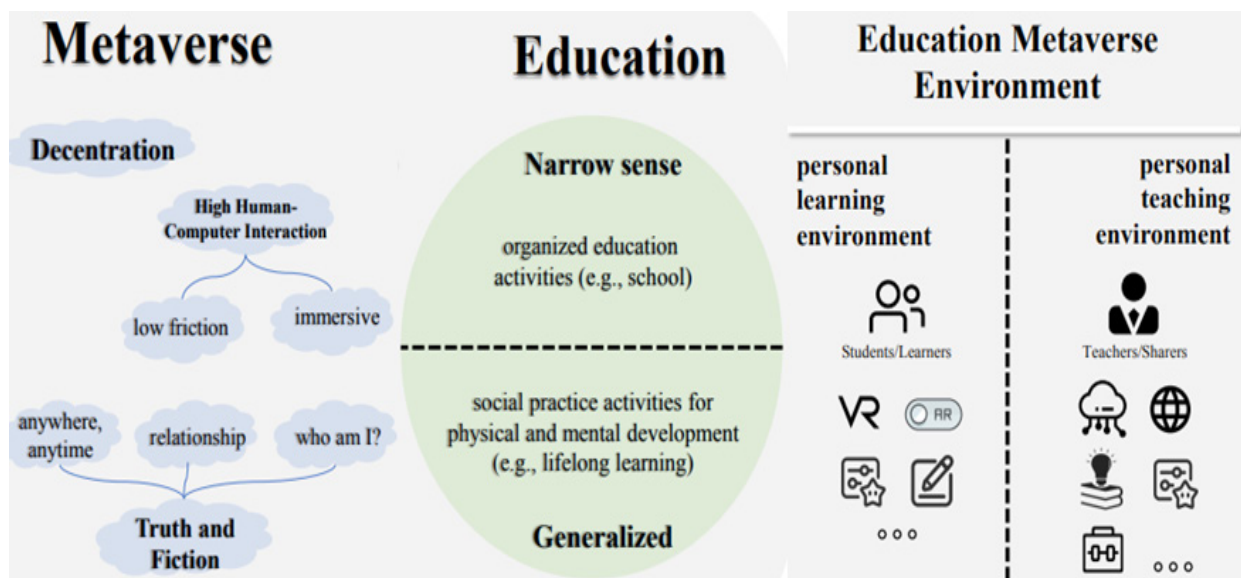 Metaverse
Decentration
High Human-
Computer Interaction
low friction
immersive
anywhere,
anytime
relationship
who am I?
Truth and
Fiction
Education
Narrow sense
organized education
activities (e.g., school)
social practice activities for
physical and mental development
(e.g., lifelong learning)
Generalized
Education Metaverse
Environment
personal
learning
environment
Students/Learners
VR
AR
personal
teaching
environment
Teachers/Sharers